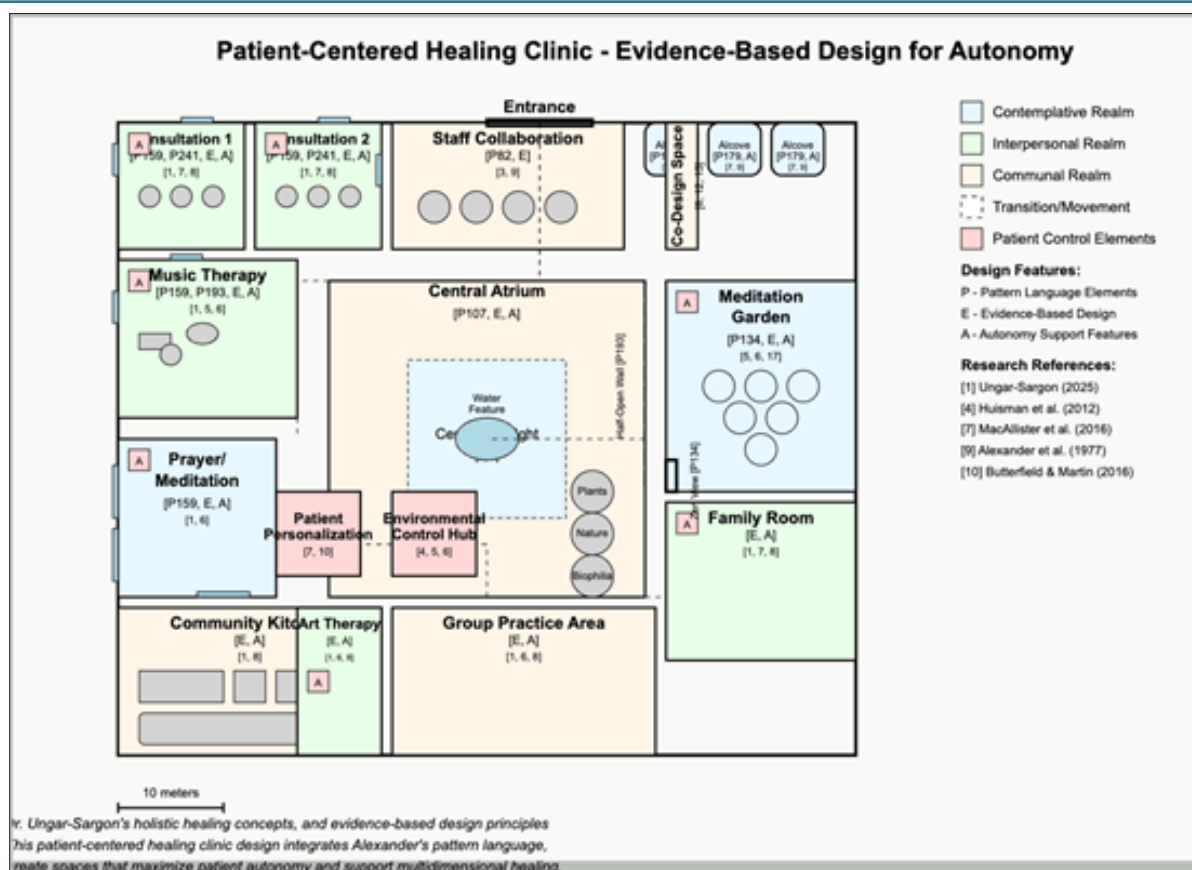 Patient-Centered Healing Clinic - Evidence-Based Design for Autonomy
Entrance
A
nsultation 1
[P159, P241, E, A]
[1, 7, 8]
A
nsultation 2
[P159, P241, E, A]
[1, 7, 8]
Staff Collaboration
[P82, E]
[3, 9]
Co-Design Space
Alcove
[P179, A]
[7, 9]
Alcove
[P179, A]
[7, 9]
A
Music Therapy
[P159, P193, E, A]
[1, 5, 6]
Central Atrium
[P107, E, A]
Half-Open Wall [P193]
Water
Feature
Plants
Nature
Biophilia
A
Meditation
Garden
[P134, E, A]
[5, 6, 17]
View [P134]
A
Prayer/
Meditation
[P159, E, A]
[1, 6]
Patient
Personalization
[7, 10]
Environmental
Control Hub
[4, 5, 6]
A
Family Room
[E, A]
[1, 7, 8]
Community Kitc
[E, A]
[1, 8]
Art Therapy
[E, A]
[1, 6, 8]
A
Group Practice Area
[E, A]
[1, 6, 8]
Contemplative Realm
Interpersonal Realm
Communal Realm
Transition/Movement
Patient Control Elements
Design Features:
P - Pattern Language Elements
E - Evidence-Based Design
A - Autonomy Support Features
Research References:
[1] Ungar-Sargon (2025)
[4] Huisman et al. (2012)
[7] MacAllister et al. (2016)
[9] Alexander et al. (1977)
[10] Butterfield & Martin (2016)
10 meters
r. Ungar-Sargon's holistic healing concepts, and evidence-based design principles
his patient-centered healing clinic design integrates Alexander's pattern language,
reate spaces that maximize patient autonomy and support multidimensional healing.